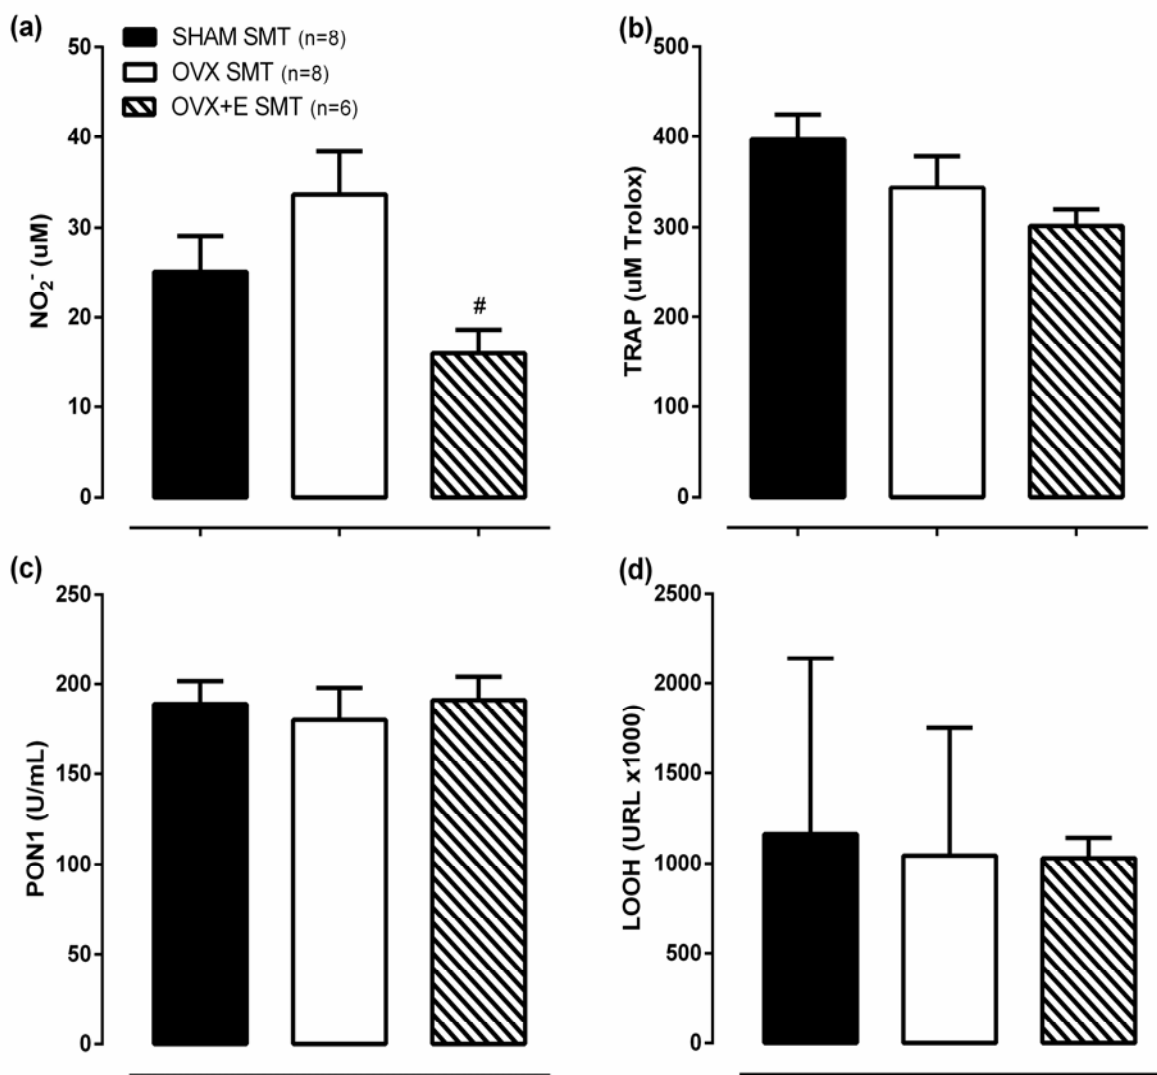 (a)
SHAM SMT (n=8)
OVX SMT (n=8)
OVX+E SMT (n=6)
50
40
30
20
10
0
NO₂⁻ (uM)
#
(b)
500
400
300
200
100
0
TRAP (uM Trolox)
(c)
250
200
150
100
50
0
PON1 (U/mL)
(d)
2500
2000
1500
1000
500
0
LOOH (URL x1000)